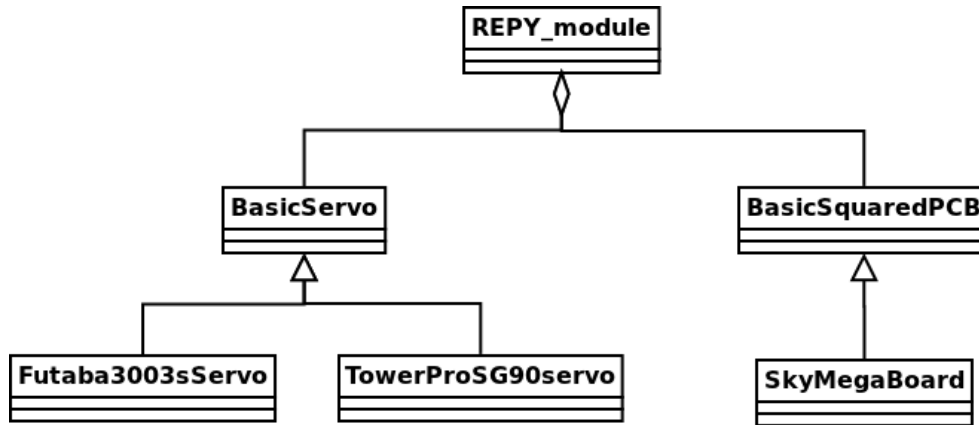 REPY_module
BasicServo
BasicSquaredPCB
Futaba3003sServo
TowerProSG90servo
SkyMegaBoard